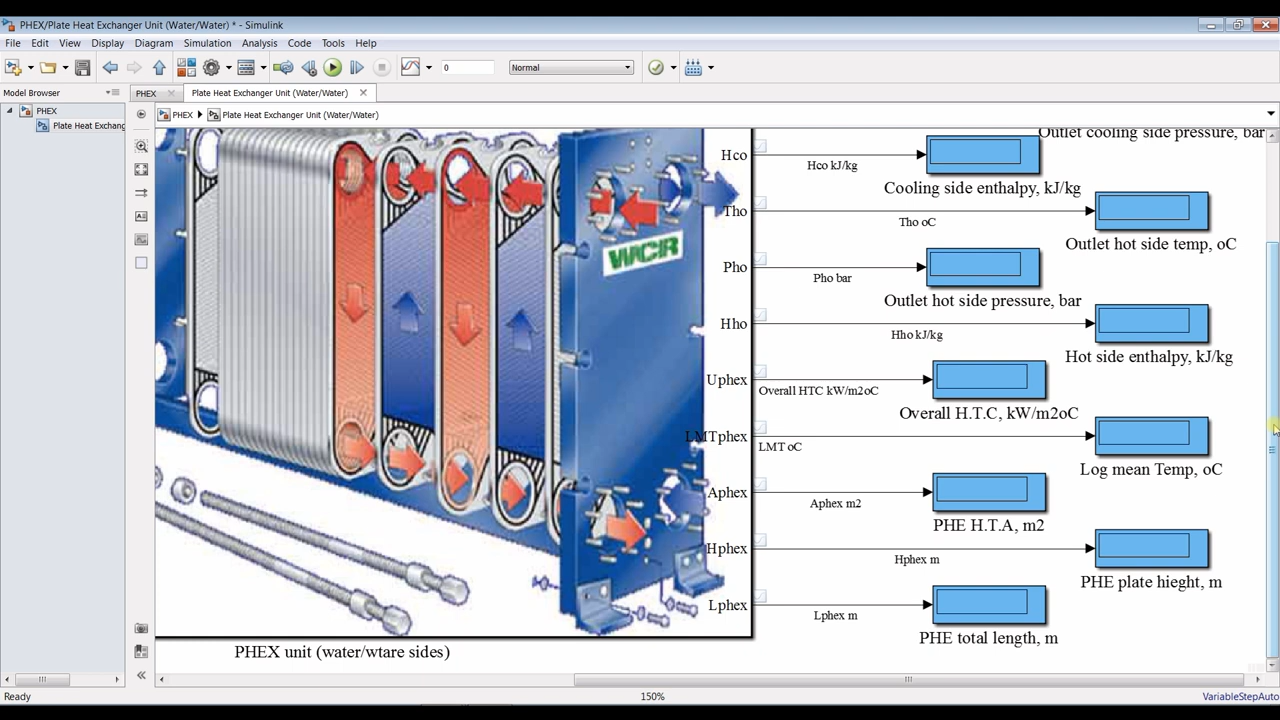 PHEX/Plate Heat Exchanger Unit (Water/Water) * - Simulink
File Edit View Display Diagram Simulation Analysis Code Tools Help
0 Normal
Model Browser
PHEX
Plate Heat Exchang
PHEX Plate Heat Exchanger Unit (Water/Water)
PHEX Plate Heat Exchanger Unit (Water/Water)
Outlet cooling side pressure, bar
Hco
Hco kJ/kg
Cooling side enthalpy, kJ/kg
Tho
Tho oC
Outlet hot side temp, oC
WCR
Pho
Pho bar
Outlet hot side pressure, bar
Hho
Hho kJ/kg
Hot side enthalpy, kJ/kg
Uphex
Overall HTC kW/m2oC
Overall H.T.C, kW/m2oC
LMTphex
LMT oC
Log mean Temp, oC
Aphex
Aphex m2
PHE H.T.A, m2
Hphex
Hphex m
PHE plate hieght, m
Lphex
Lphex m
PHE total length, m
PHEX unit (water/wtare sides)
Ready
150%
VariableStepAuto